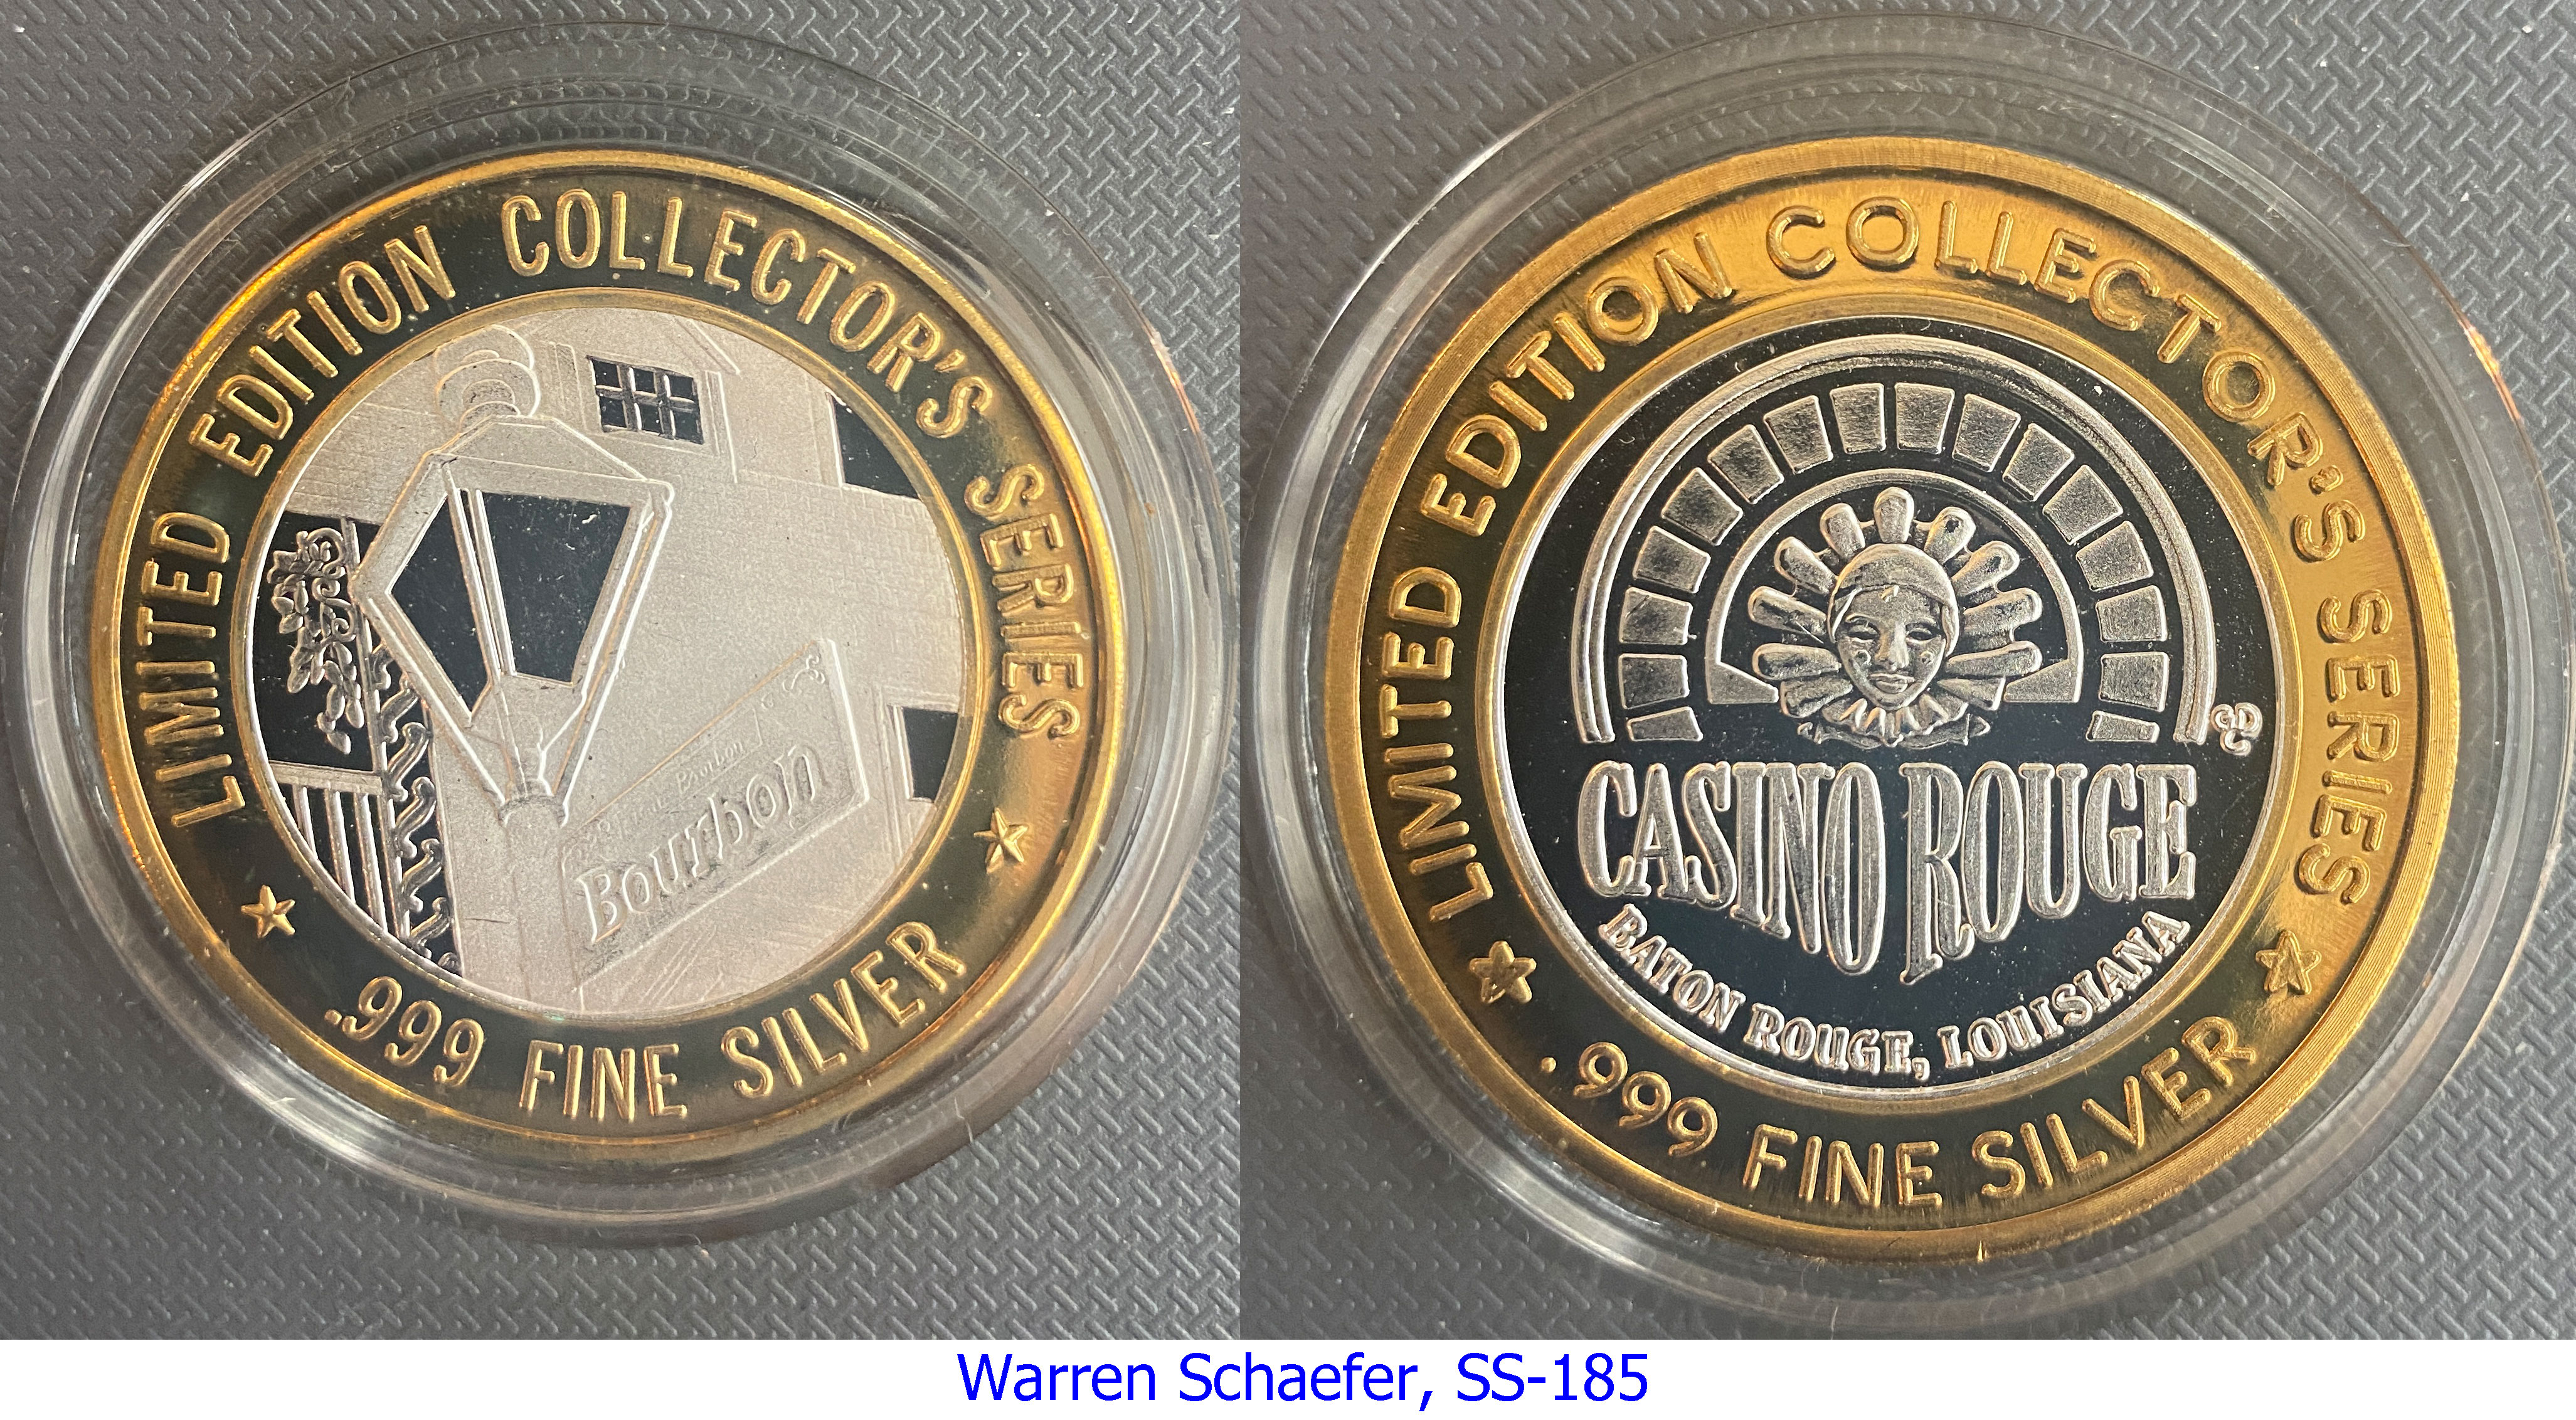 LIMITED EDITION COLLECTOR'S SERIES
Bourbon
.999 FINE SILVER
LIMITED EDITION COLLECTOR'S SERIES
CASINO ROUGE
BATON ROUGE, LOUISIANA
.999 FINE SILVER
Warren Schaefer, SS-185